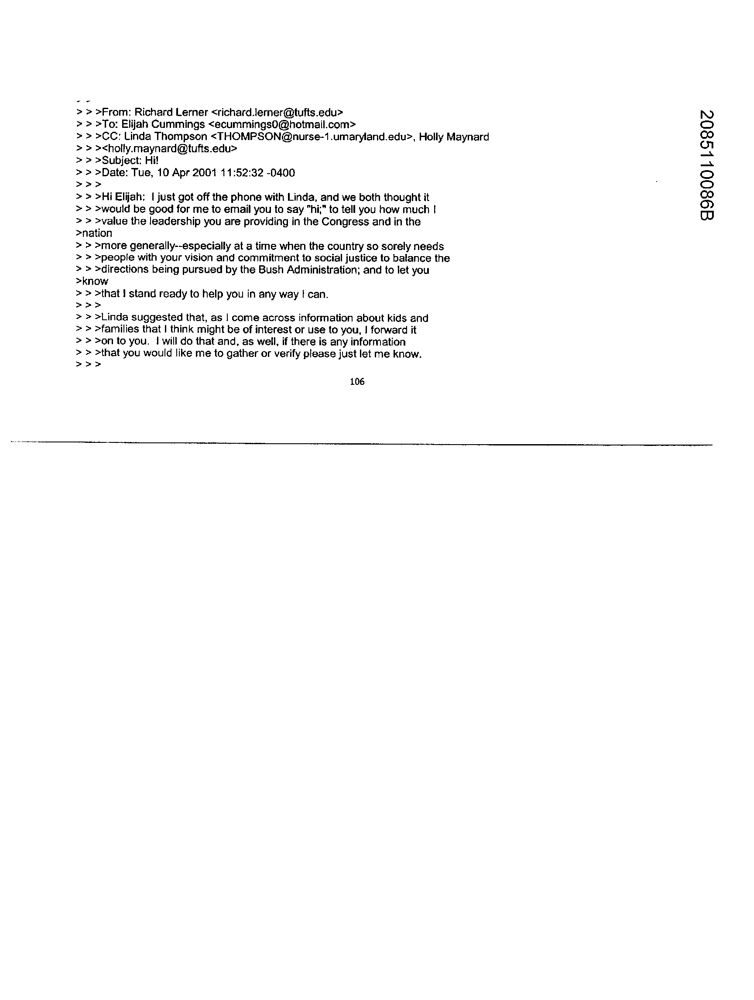 > > >From: Richard Lerner <richard.lerner@tufts.edu>
> > >To: Elijah Cummings <ecummings0@hotmail.com>
> > >CC: Linda Thompson <THOMPSON@nurse-1.umaryland.edu>, Holly Maynard
> > ><holly.maynard@tufts.edu>
> > >Subject: Hi!
> > >Date: Tue, 10 Apr 2001 11:52:32 -0400
> > >
> > >Hi Elijah:  I just got off the phone with Linda, and we both thought it
> > >would be good for me to email you to say "hi;" to tell you how much I
> > >value the leadership you are providing in the Congress and in the
>nation
> > >more generally--especially at a time when the country so sorely needs
> > >people with your vision and commitment to social justice to balance the
> > >directions being pursued by the Bush Administration; and to let you
>know
> > >that I stand ready to help you in any way I can.
> > >
> > >Linda suggested that, as I come across information about kids and
> > >families that I think might be of interest or use to you, I forward it
> > >on to you.  I will do that and, as well, if there is any information
> > >that you would like me to gather or verify please just let me know.
> > >
106
2085110086B